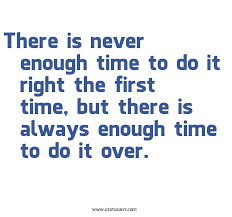 There is never
enough time to do it
right the first
time, but there is
always enough time
to do it over.
www.statusari.com